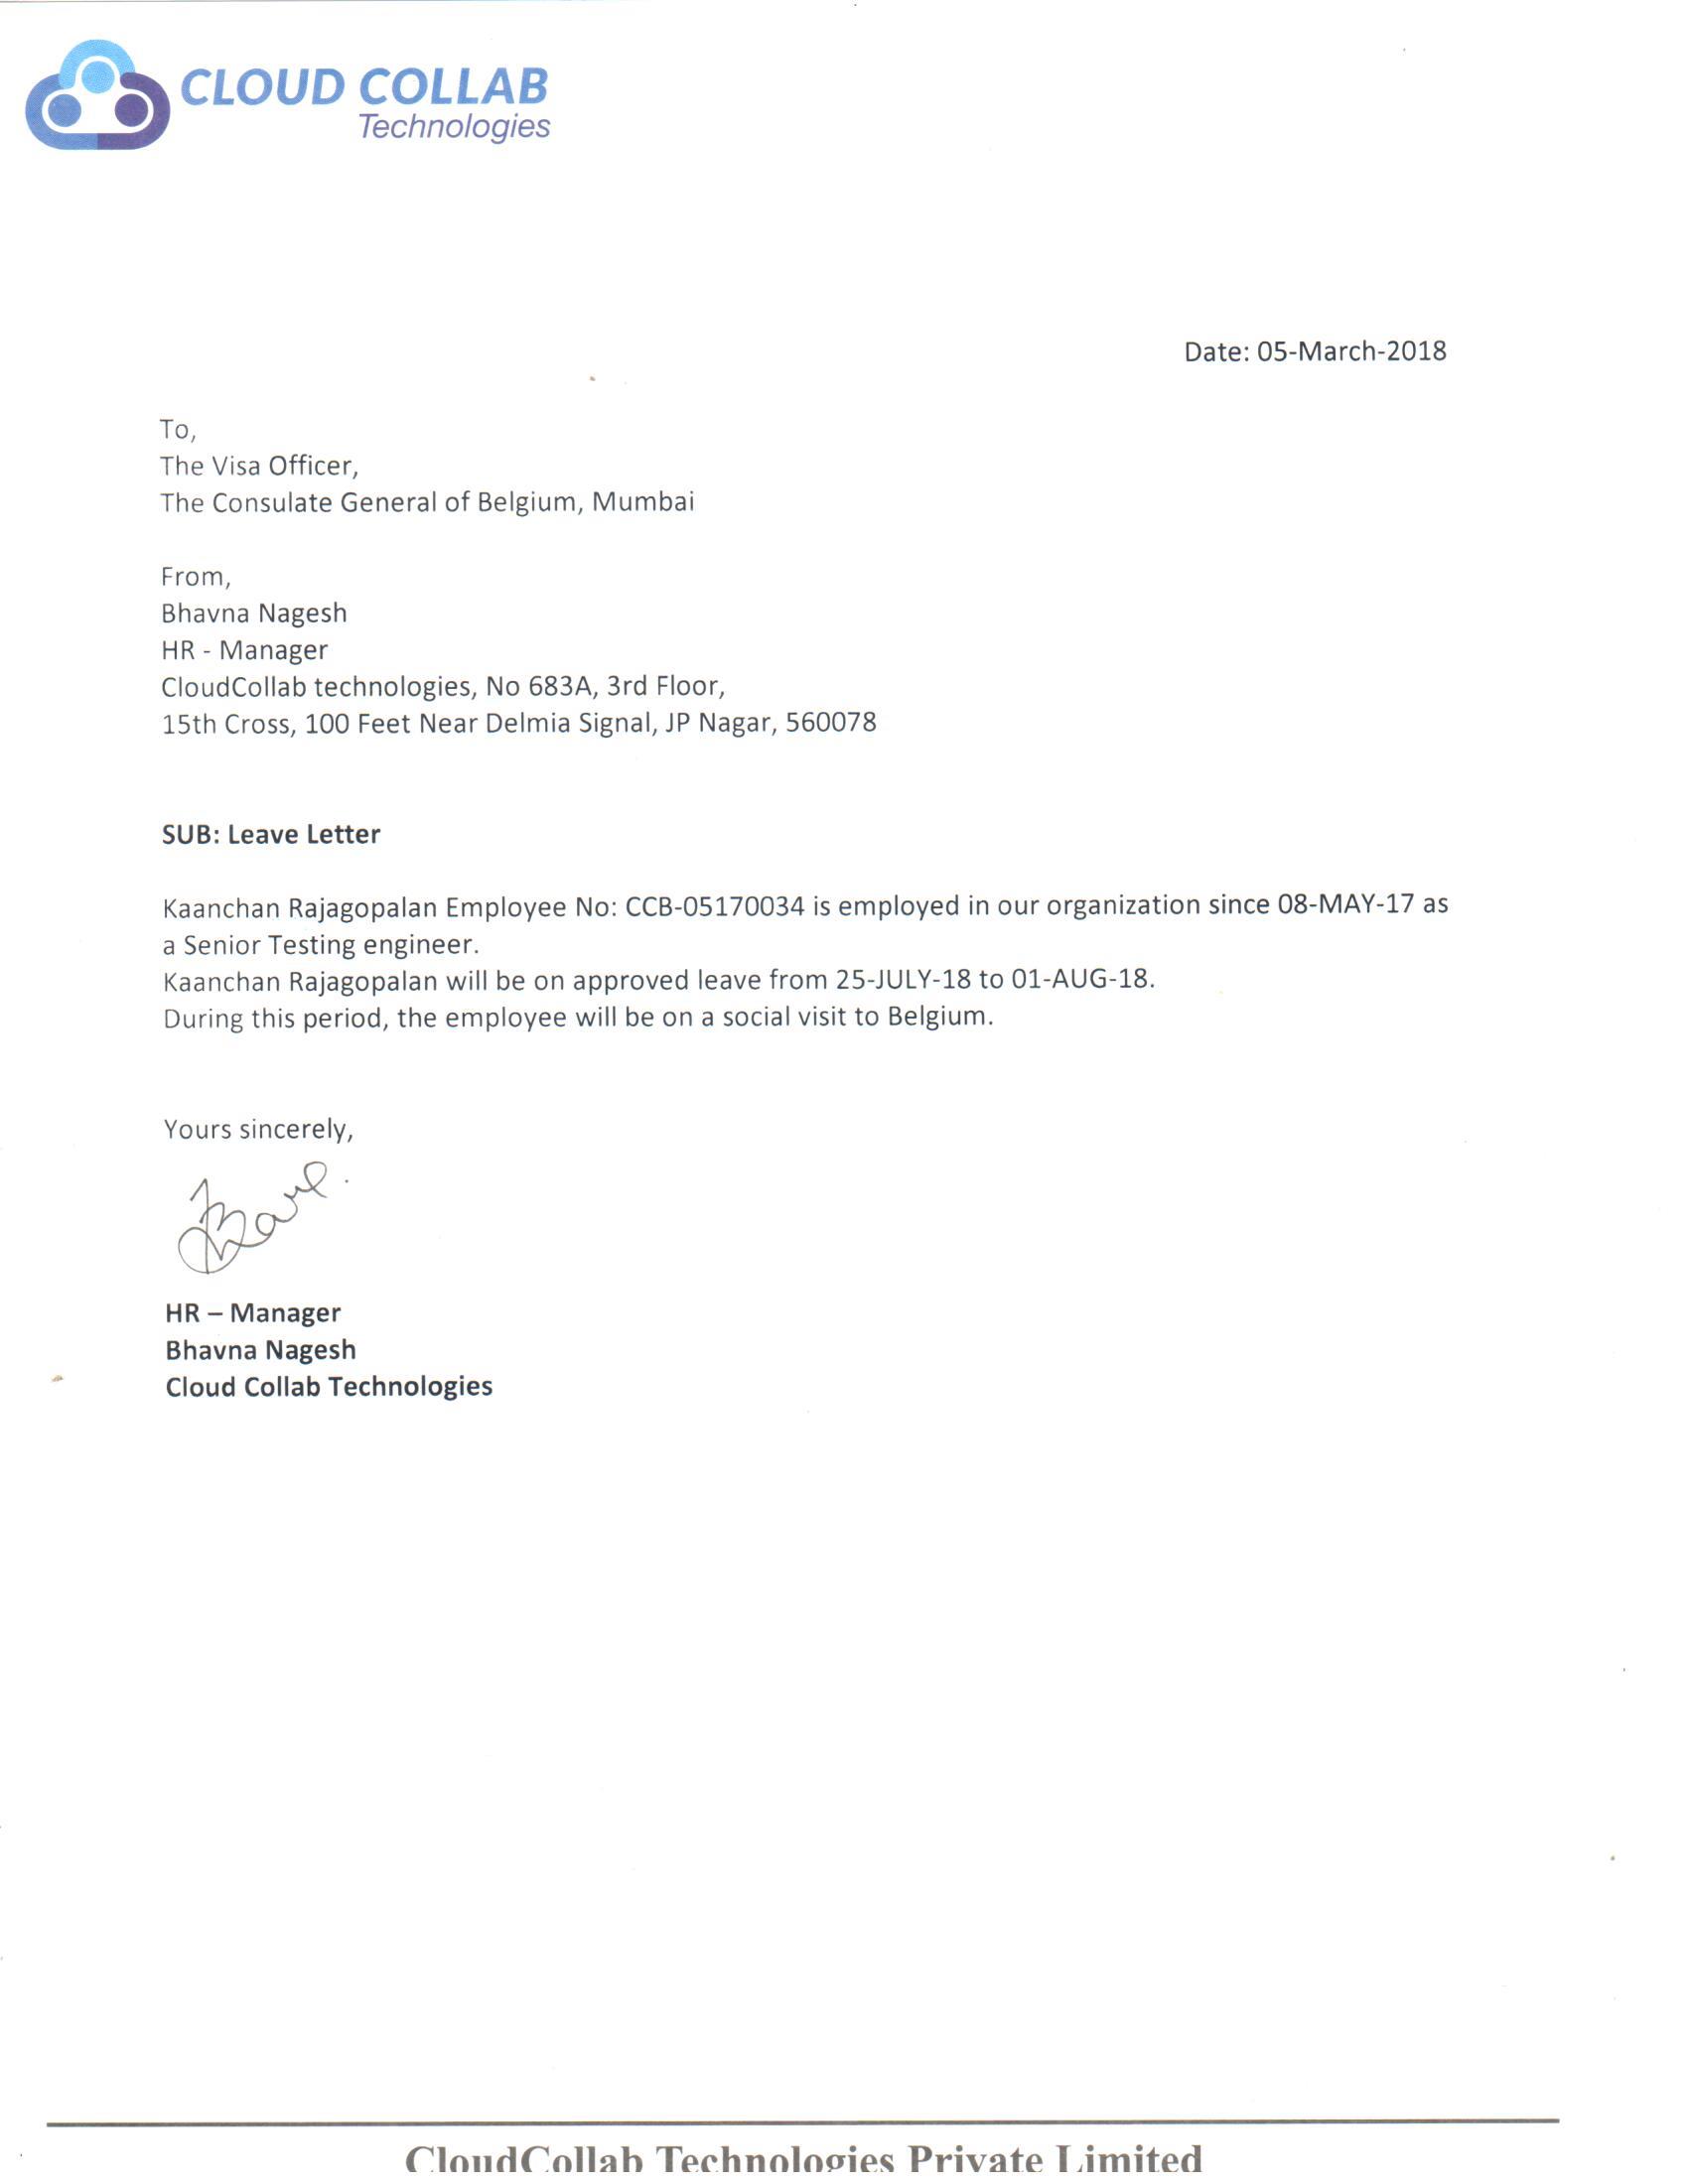 CLOUD COLLAB
Technologies
Date: 05-March-2018
To,
The Visa Officer,
The Consulate General of Belgium, Mumbai
From,
Bhavna Nagesh
HR - Manager
CloudCollab technologies, No 683A, 3rd Floor,
15th Cross, 100 Feet Near Delmia Signal, JP Nagar, 560078
SUB: Leave Letter
Kaanchan Rajagopalan Employee No: CCB-05170034 is employed in our organization since 08-MAY-17 as
a Senior Testing engineer.
Kaanchan Rajagopalan will be on approved leave from 25-JULY-18 to 01-AUG-18.
During this period, the employee will be on a social visit to Belgium.
Yours sincerely,
HR – Manager
Bhavna Nagesh
Cloud Collab Technologies
CloudCollab Technologies Private Limited